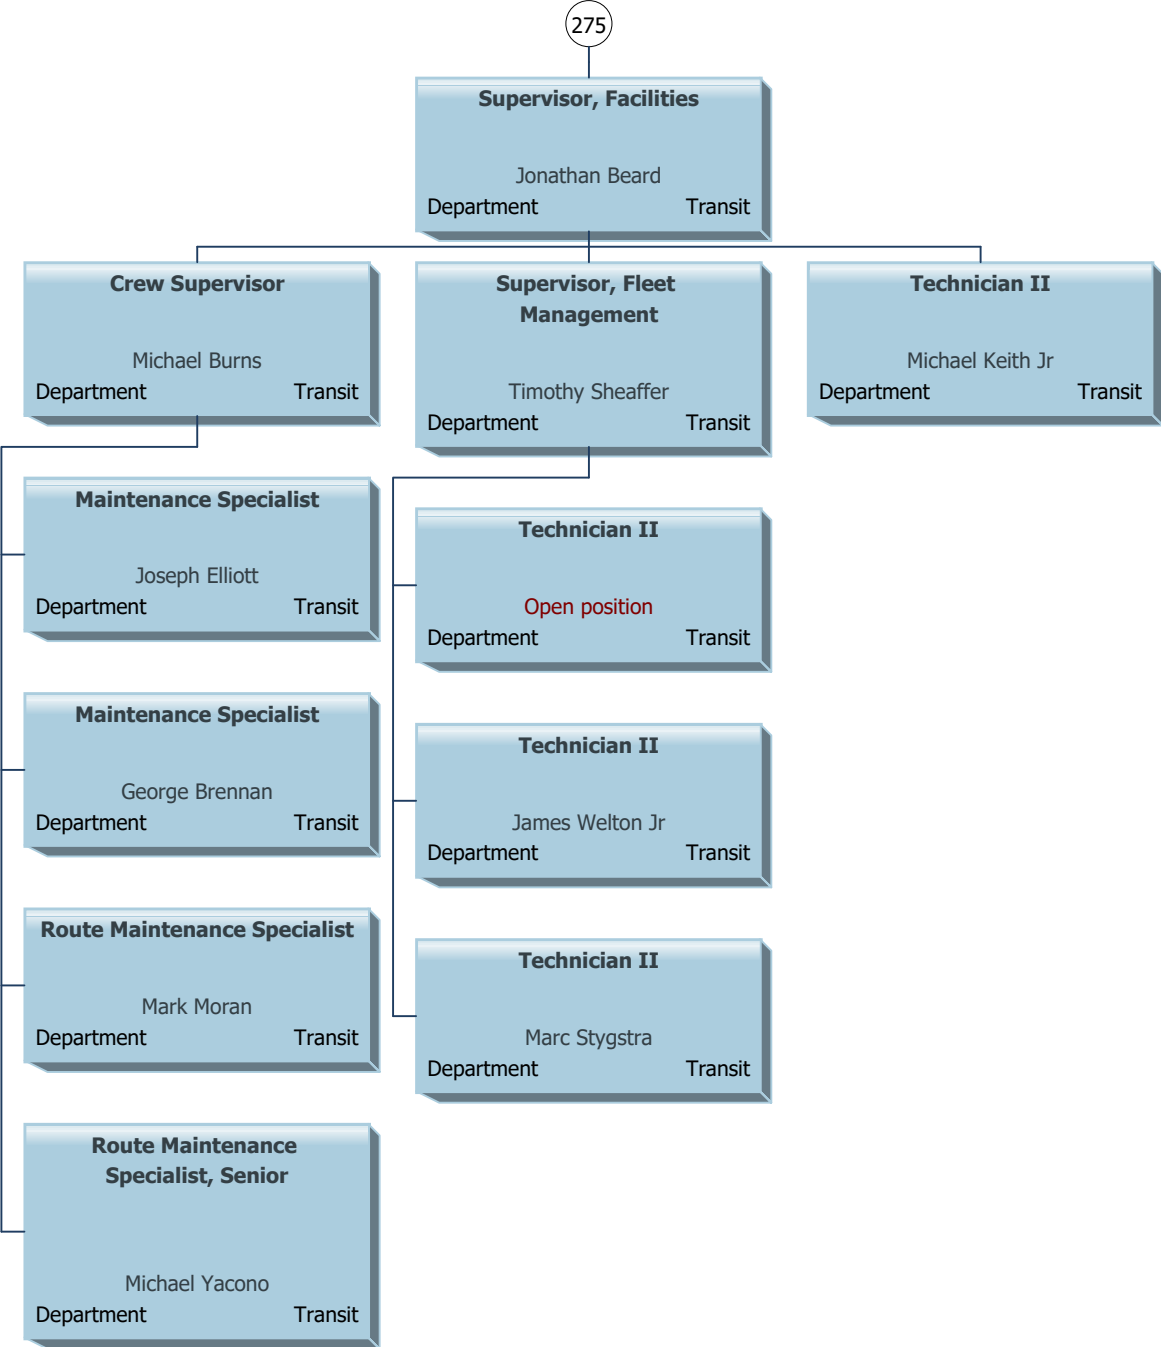 275
Supervisor, Facilities
Jonathan Beard
Department Transit
Crew Supervisor
Michael Burns
Department Transit
Supervisor, Fleet
Management
Timothy Sheaffer
Department Transit
Technician II
Michael Keith Jr
Department Transit
Maintenance Specialist
Joseph Elliott
Department Transit
Maintenance Specialist
George Brennan
Department Transit
Route Maintenance Specialist
Mark Moran
Department Transit
Route Maintenance
Specialist, Senior
Michael Yacono
Department Transit
Technician II
Open position
Department Transit
Technician II
James Welton Jr
Department Transit
Technician II
Marc Stygstra
Department Transit